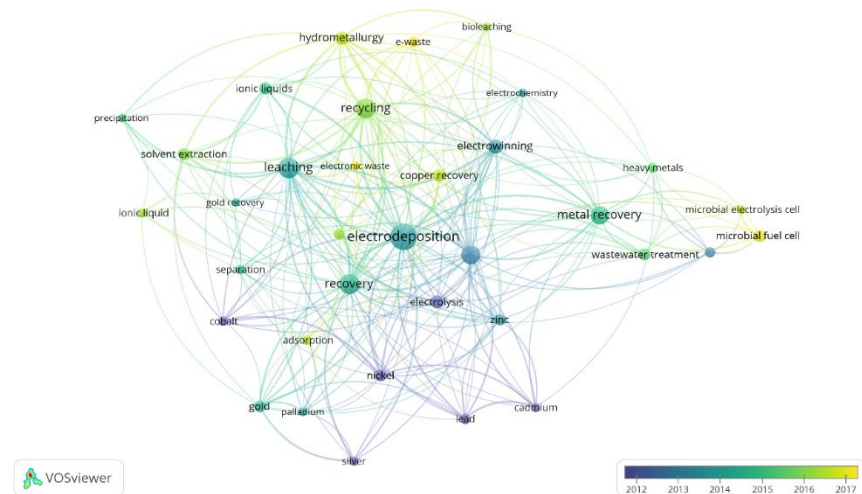 bioleaching
hydrometallurgy
e-waste
ionic liquids
electrochemistry
recycling
precipitation
electrowinning
solvent extraction
leaching
electronic waste
heavy metals
copper recovery
gold recovery
ionic liquid
metal recovery
microbial electrolysis cell
electrodeposition
microbial fuel cell
wastewater treatment
separation
recovery
electrolysis
cobalt
zinc
adsorption
nickel
gold
palladium
cadmium
lead
silver
VOSviewer
2012 2013 2014 2015 2016 2017